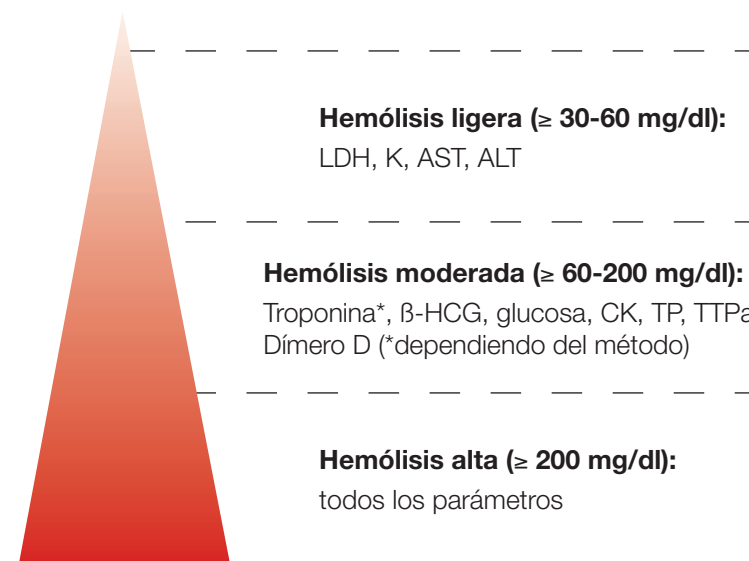 Hemólisis ligera (≥ 30-60 mg/dl):
LDH, K, AST, ALT
Hemólisis moderada (≥ 60-200 mg/dl):
Troponina*, ß-HCG, glucosa, CK, TP, TTPa
Dímero D (*dependiendo del método)
Hemólisis alta (≥ 200 mg/dl):
todos los parámetros